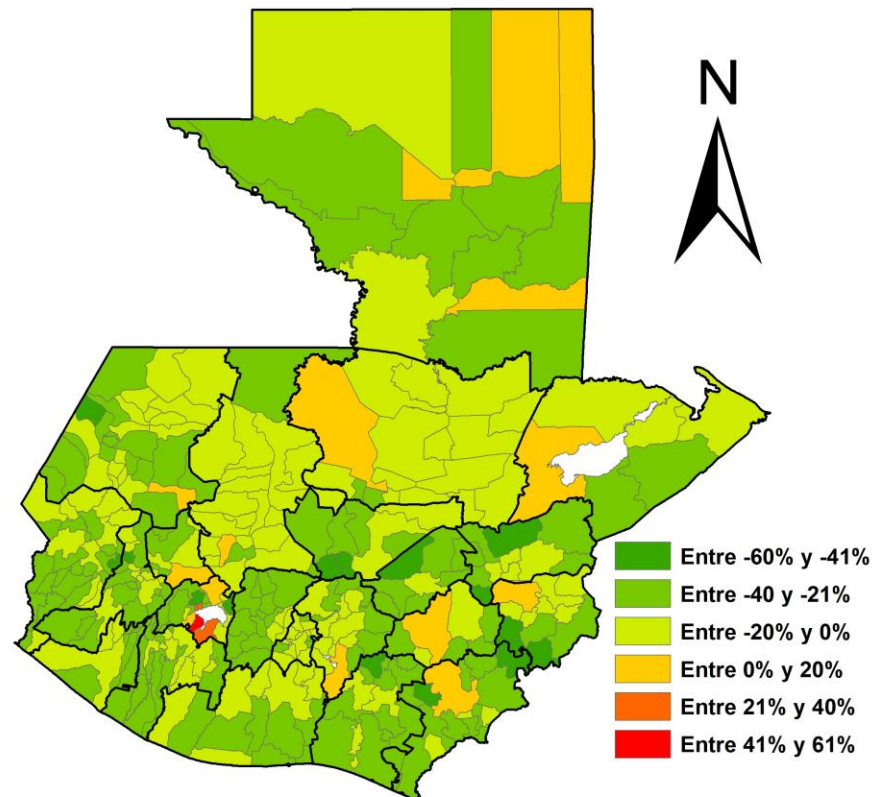 N
Entre -60% y -41%
Entre -40 y -21%
Entre -20% y 0%
Entre 0% y 20%
Entre 21% y 40%
Entre 41% y 61%